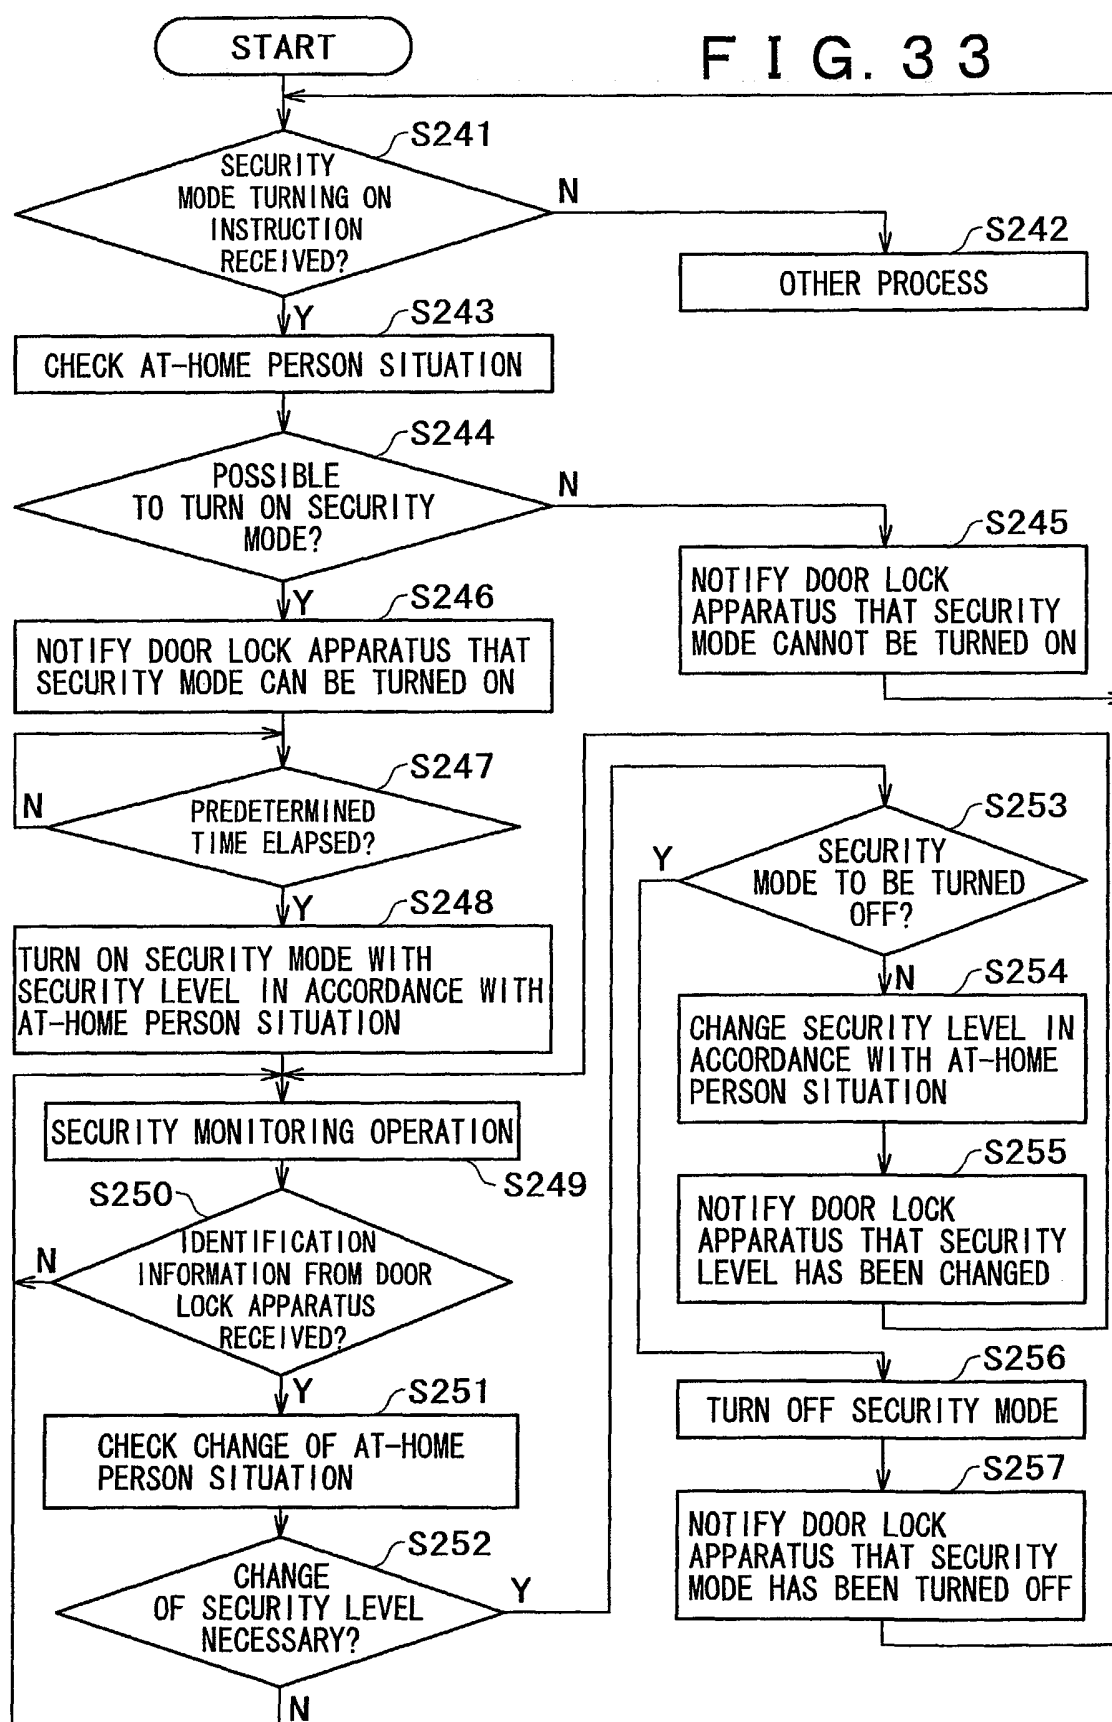 START
FIG. 33
S241
SECURITY
MODE TURNING ON
INSTRUCTION
RECEIVED?
N
S242
OTHER PROCESS
Y
S243
CHECK AT-HOME PERSON SITUATION
S244
POSSIBLE
TO TURN ON SECURITY
MODE?
N
S245
NOTIFY DOOR LOCK
APPARATUS THAT SECURITY
MODE CANNOT BE TURNED ON
Y
S246
NOTIFY DOOR LOCK APPARATUS THAT
SECURITY MODE CAN BE TURNED ON
S247
N
PREDETERMINED
TIME ELAPSED?
Y
S248
TURN ON SECURITY MODE WITH
SECURITY LEVEL IN ACCORDANCE WITH
AT-HOME PERSON SITUATION
SECURITY MONITORING OPERATION
S249
S250
N
IDENTIFICATION
INFORMATION FROM DOOR
LOCK APPARATUS
RECEIVED?
Y
S251
CHECK CHANGE OF AT-HOME
PERSON SITUATION
S252
CHANGE
OF SECURITY LEVEL
NECESSARY?
Y
N
S253
Y
SECURITY
MODE TO BE TURNED
OFF?
N
S254
CHANGE SECURITY LEVEL IN
ACCORDANCE WITH AT-HOME
PERSON SITUATION
S255
NOTIFY DOOR LOCK
APPARATUS THAT SECURITY
LEVEL HAS BEEN CHANGED
S256
TURN OFF SECURITY MODE
S257
NOTIFY DOOR LOCK
APPARATUS THAT SECURITY
MODE HAS BEEN TURNED OFF